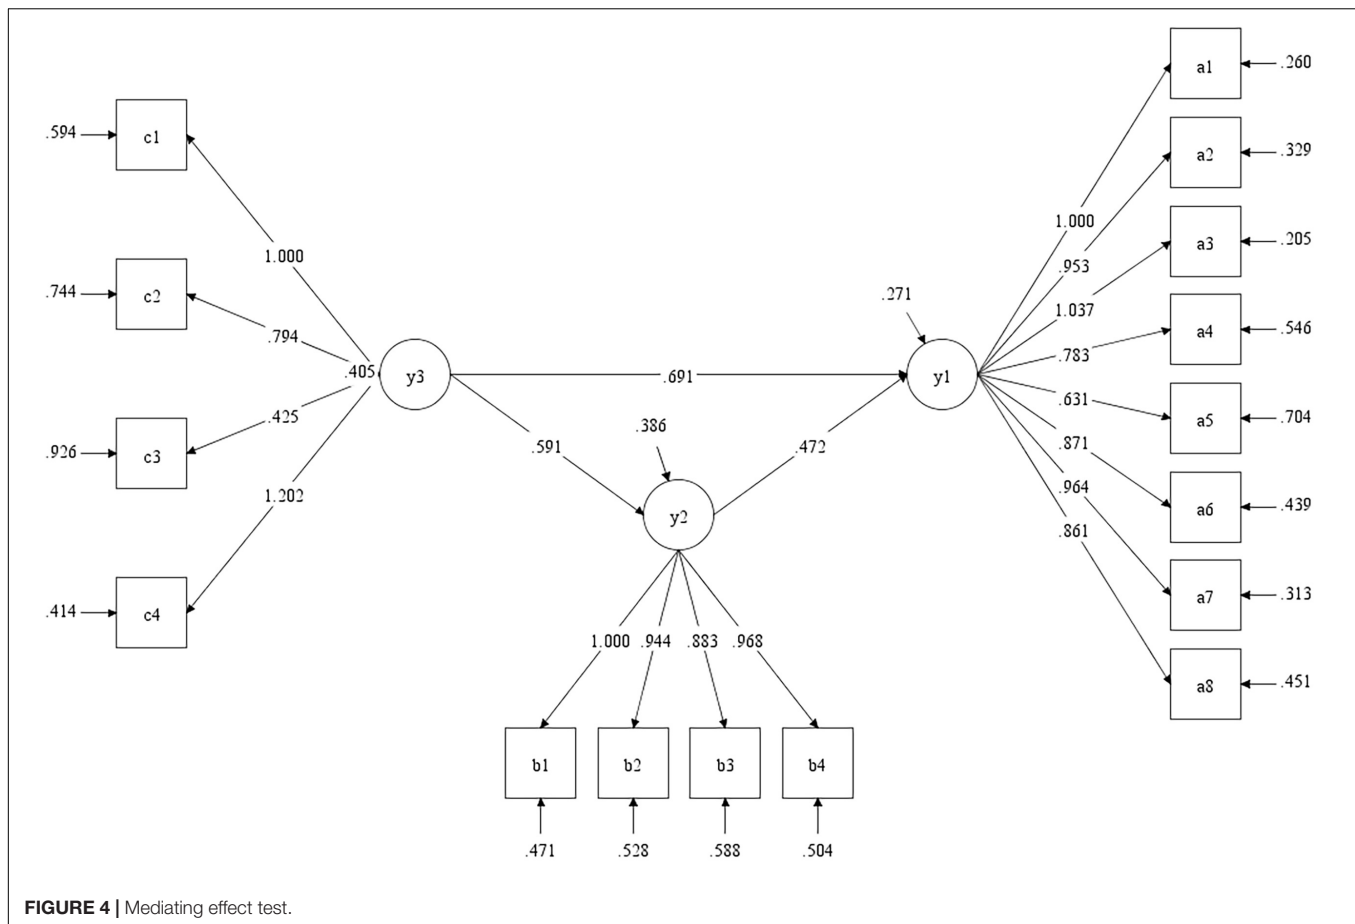 a1 .260
.594 c1
a2 .329
1.000
a3 .205
1.000
.953
c2 .744
.271
1.037
.794
a4 .546
.783
.405 y3 .691 y1
.631
.425
a5 .704
.386
.926 c3 .591 .472 .871
.964
1.202
a6 .439
y2
.861
a7 .313
.414 c4
1.000 .944 .883 .968
a8 .451
b1 b2 b3 b4
.471 .528 .588 .504
FIGURE 4 | Mediating effect test.